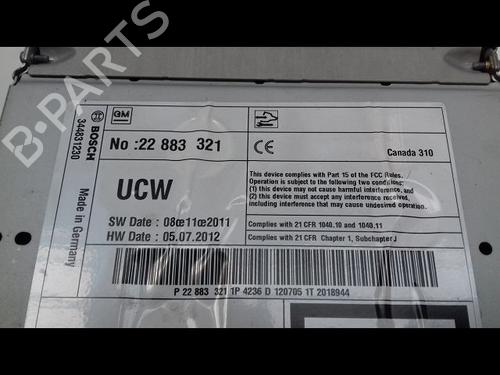 B-PARTS
BOSCH
344831230
Made in Germany
GM
No :22 883 321
UCW
SW Date : 08œ11œ2011
HW Date : 05.07.2012
CE
Canada 310
This device complies with Part 15 of the FCC Rules.
Operation is subject to the following two conditions:
(1) this device may not cause harmful interference, and
(2) this device must accept any interference received,
including interference that may cause undesired operation.
Complies with 21 CFR 1040.10 and 1040.11
Complies with 21 CFR Chapter 1, Subchapter J
P 22 883 321 1P 4236 D 120705 1T 2018944